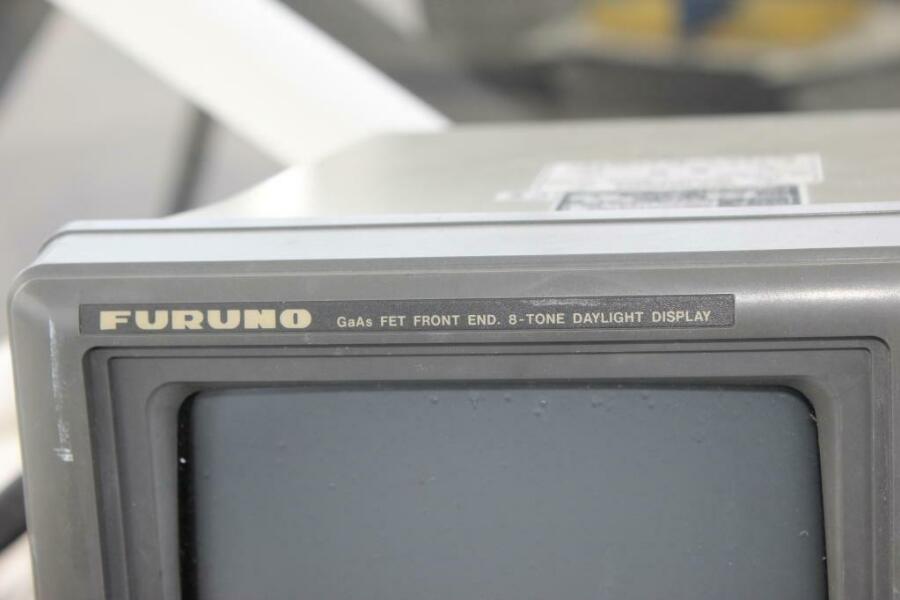 FURUNO GaAs FET FRONT END. 8-TONE DAYLIGHT DISPLAY